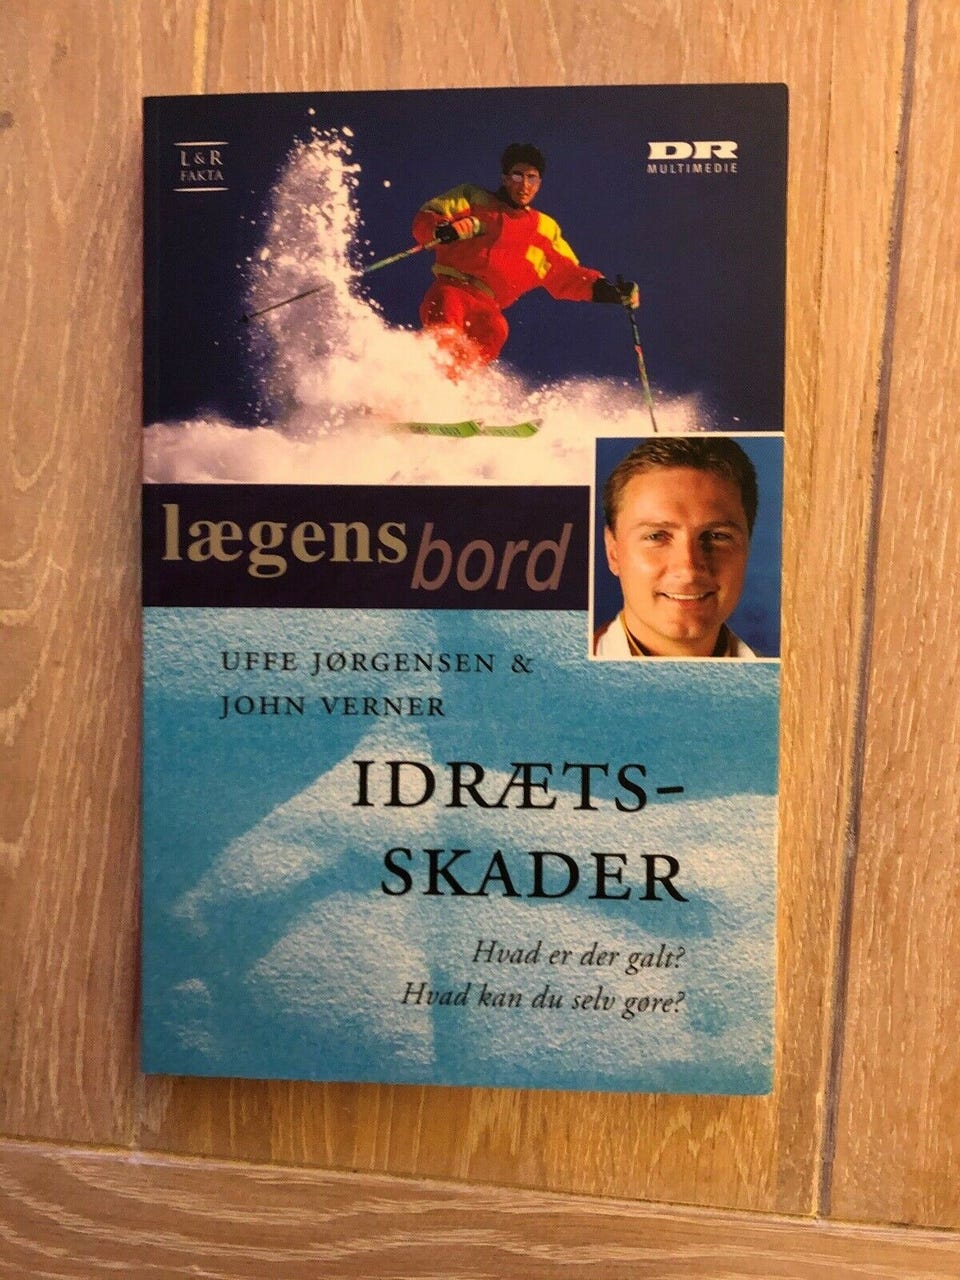 L & R
FAKTA
DR
MULTIMEDIE
lægens bord
UFFE JØRGENSEN &
JOHN VERNER
IDRÆTS-
SKADER
Hvad er der galt?
Hvad kan du selv gøre?